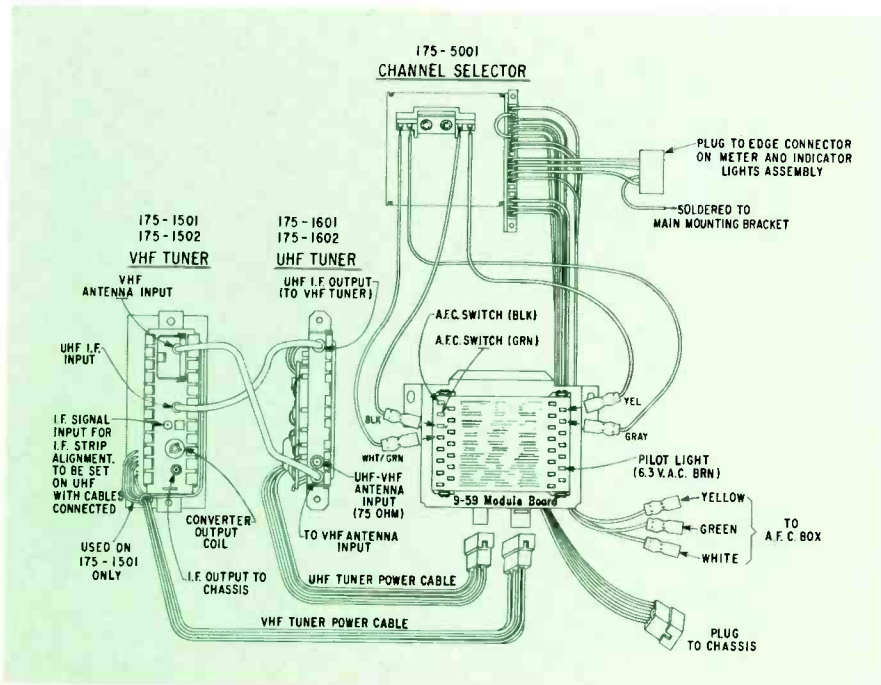 175-5001
CHANNEL SELECTOR
PLUG TO EDGE CONNECTOR
ON METER AND INDICATOR
LIGHTS ASSEMBLY
SOLDERED TO
MAIN MOUNTING BRACKET
175-1501
175-1502
VHF TUNER
175-1601
175-1602
UHF TUNER
VHF
ANTENNA INPUT
UHF I.F. OUTPUT
(TO VHF TUNER)
UHF I.F.
INPUT
A.F.C. SWITCH (BLK)
A.F.C. SWITCH (GRN)
I.F. SIGNAL
INPUT FOR
I.F. STRIP
ALIGNMENT.
TO BE SET
ON UHF
WITH CABLES
CONNECTED
BLK
WHT/GRN
YEL
GRAY
PILOT LIGHT
(6.3 V. A.C. BRN)
UHF-VHF
ANTENNA
INPUT
(75 OHM)
9-59 Module Board
CONVERTER
OUTPUT
COIL
TO VHF ANTENNA
INPUT
YELLOW
GREEN
WHITE
TO
A.F.C. BOX
USED ON
175-1501
ONLY
I.F. OUTPUT TO
CHASSIS
UHF TUNER POWER CABLE
VHF TUNER POWER CABLE
PLUG
TO CHASSIS